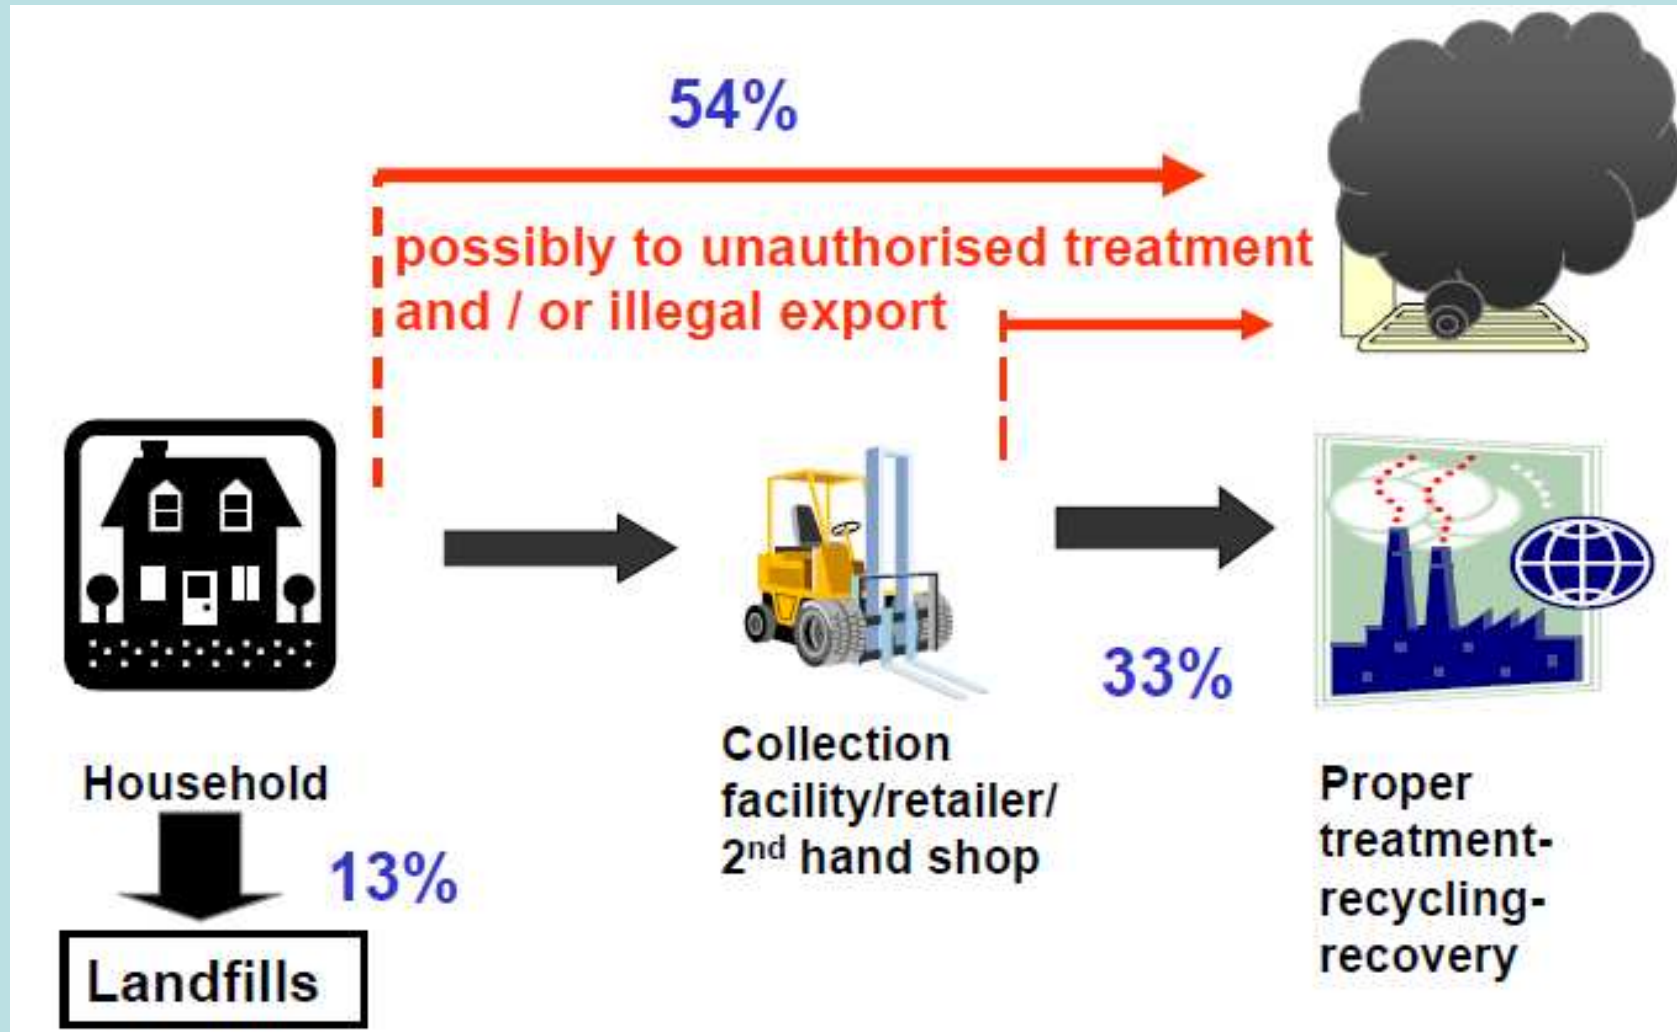 54%
possibly to unauthorised treatment
and / or illegal export
33%
Household
13%
Landfills
Collection
facility/retailer/
2nd hand shop
Proper
treatment-
recycling-
recovery